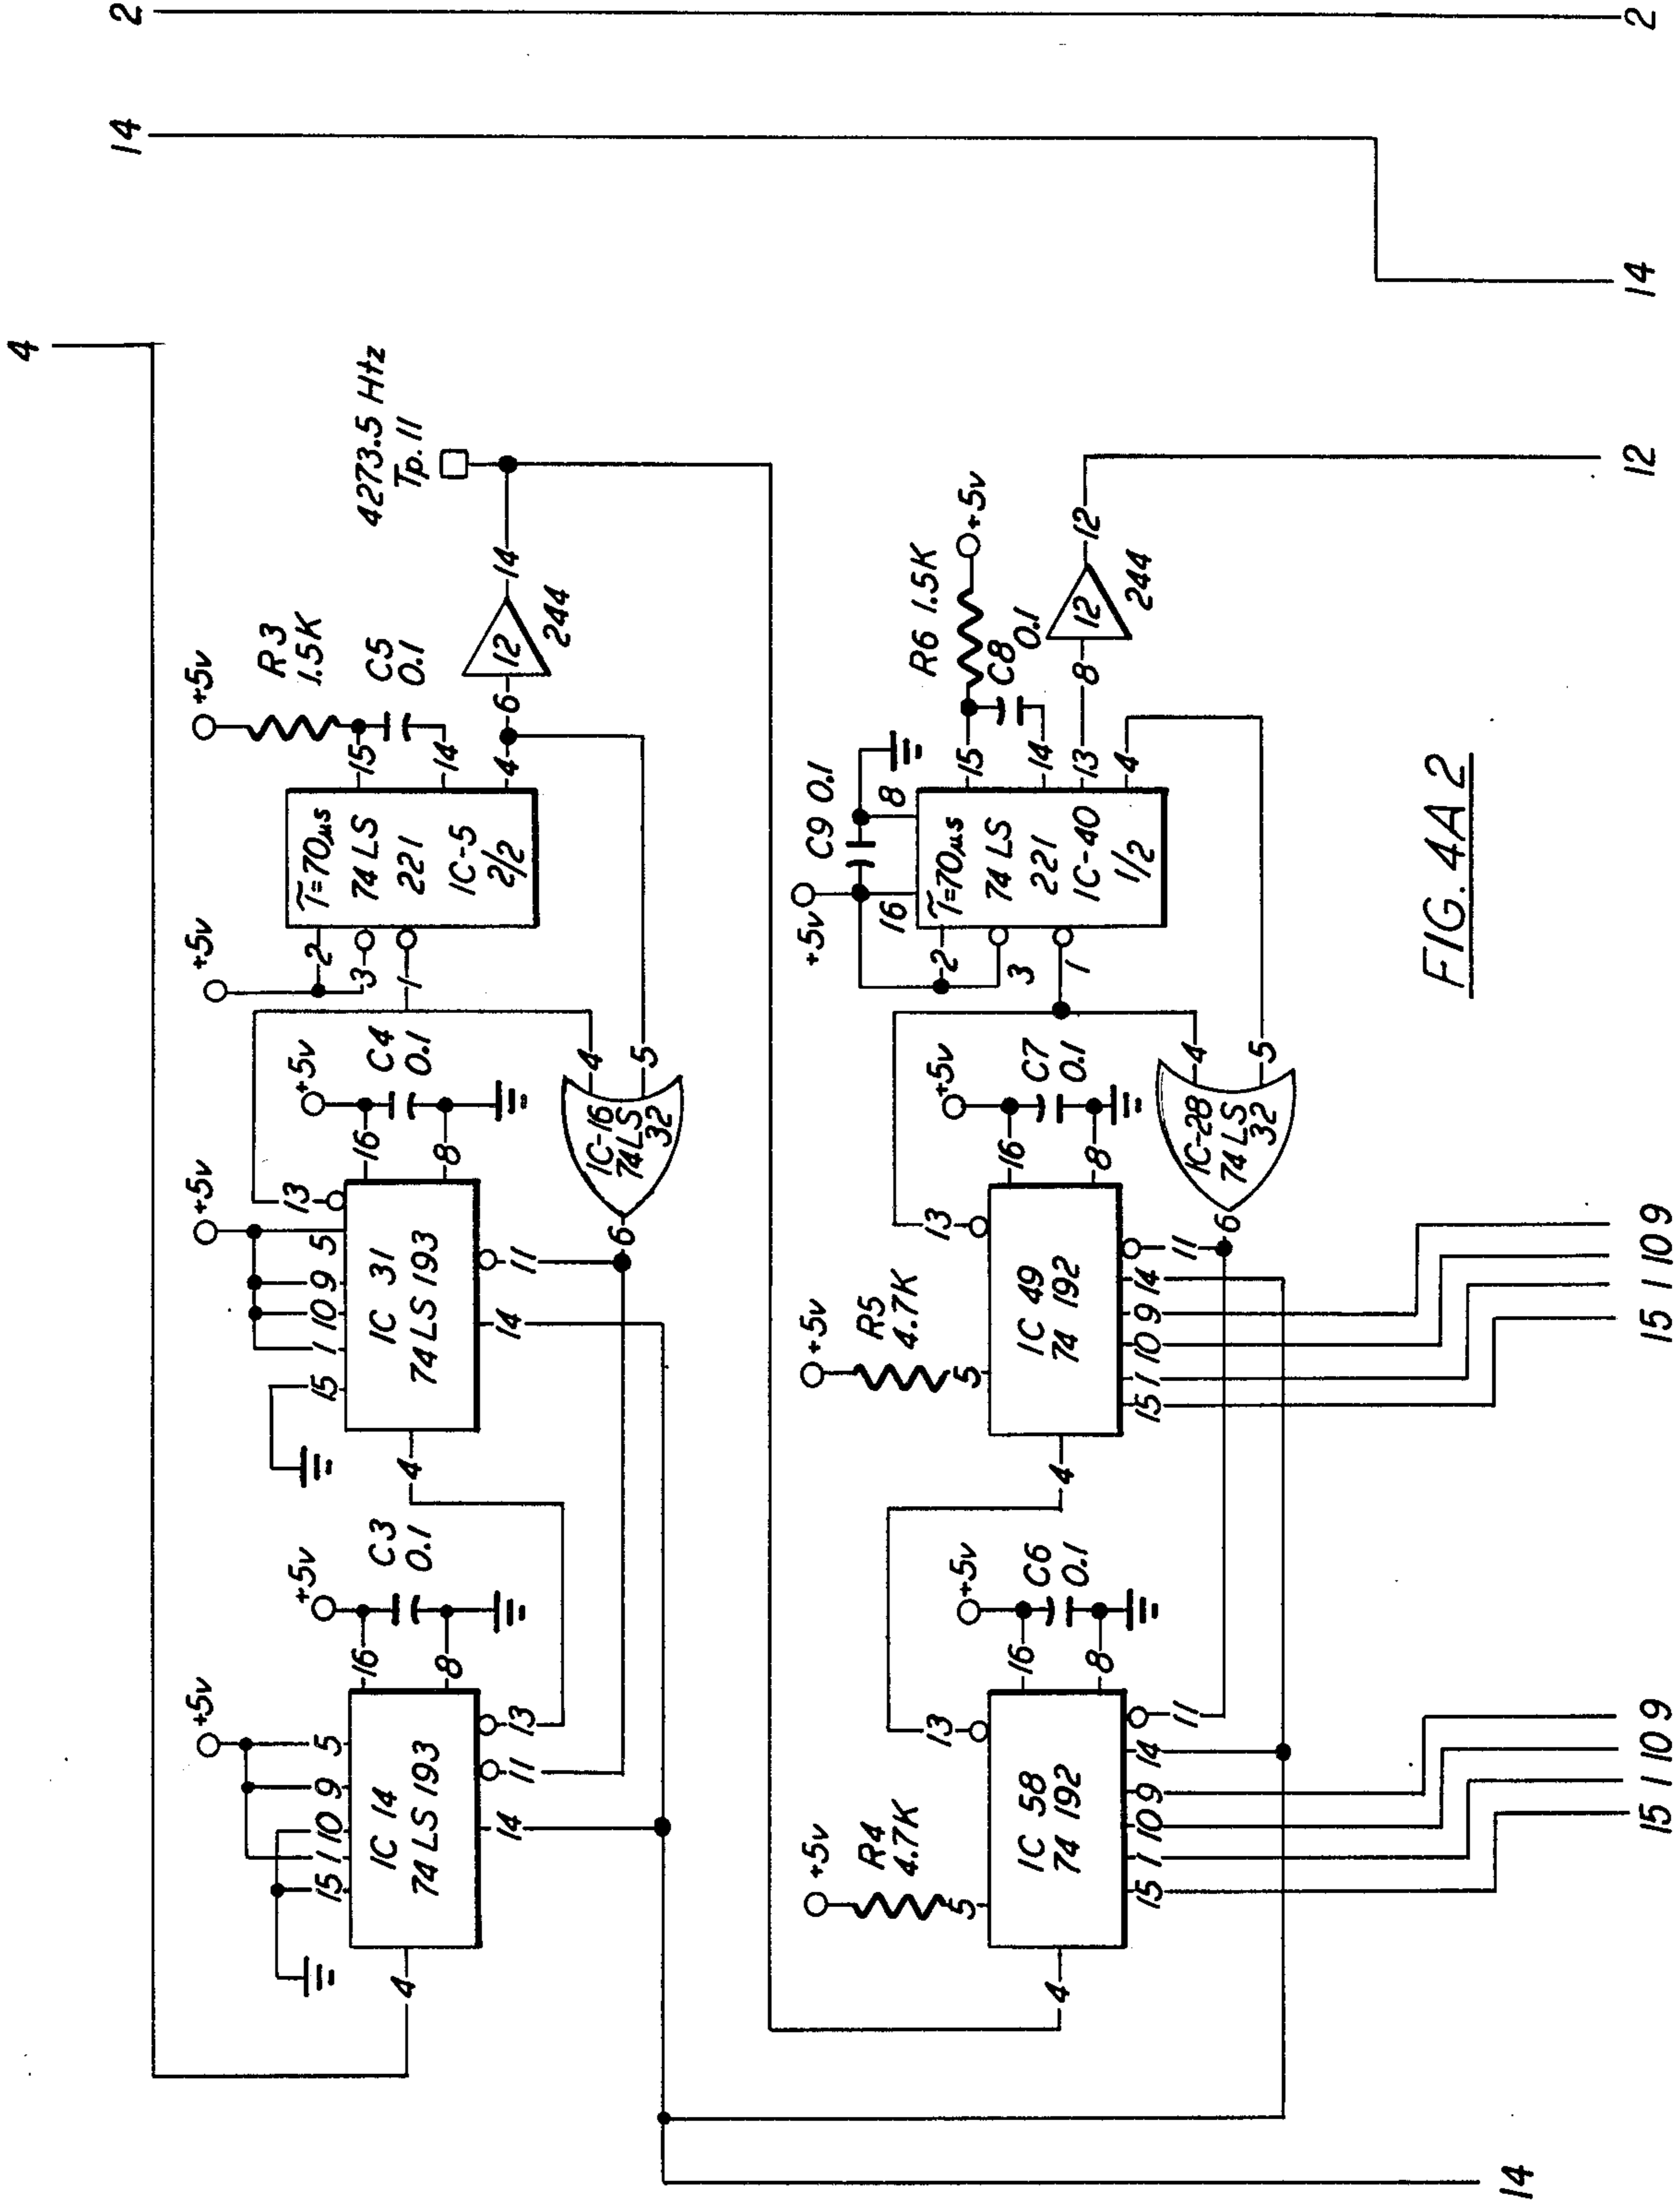 2
2
14
14
4
4273.5 Htz
Tp. 11
+5v
R3
1.5K
C5
0.1
15
14
4
6
12
14
244
T̃=70µs
74 LS
221
IC-5
2/2
+5v
2
3
1
+5v
C4
0.1
16
8
4
5
IC-16
74 LS
32
6
+5v
13
5
9
10
1
15
IC 31
74 LS 193
11
14
4
+5v
C3
0.1
16
8
+5v
5
9
10
1
15
IC 14
74 LS 193
13
11
14
4
R6 1.5K
+5v
C8
0.1
15
14
13
8
12
12
244
12
4
C9 0.1
8
+5v
16
T̃=70µs
74 LS
221
IC-40
1/2
2
3
1
+5v
C7
0.1
16
8
4
5
IC-28
74 LS
32
6
13
+5v
R5
4.7K
5
IC 49
74 192
11
14
9
10
1
15
4
15 1 10 9
+5v
C6
0.1
16
8
13
+5v
R4
4.7K
5
IC 58
74 192
11
14
9
10
1
15
4
15 1 10 9
14
FIG. 4A2